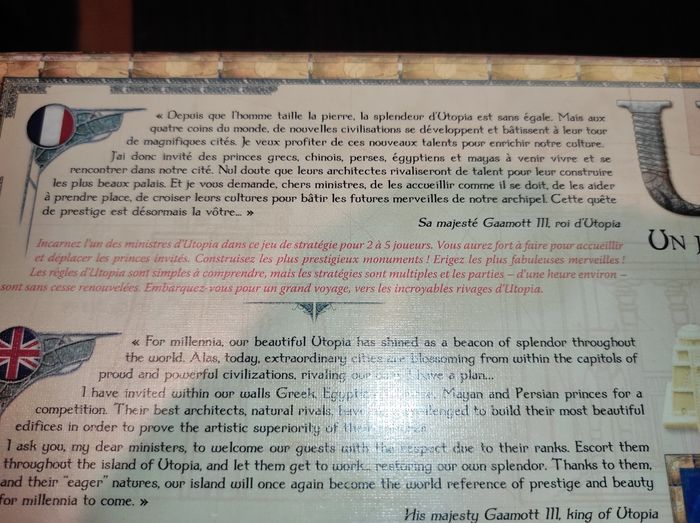 « Depuis que l'homme taille la pierre, la splendeur d'Utopia est sans égale. Mais aux
quatre coins du monde, de nouvelles civilisations se développent et bâtissent à leur tour
de magnifiques cités. Je veux profiter de ces nouveaux talents pour enrichir notre culture.
J'ai donc invité des princes grecs, chinois, perses, égyptiens et mayas à venir vivre et se
rencontrer dans notre cité. Nul doute que leurs architectes rivaliseront de talent pour leur construire
les plus beaux palais. Et je vous demande, chers ministres, de les accueillir comme il se doit, de les aider
à prendre place, de croiser leurs cultures pour bâtir les futures merveilles de notre archipel. Cette quête
de prestige est désormais la vôtre... »
Sa majesté Gaamott III, roi d'Utopia
Incarnez l'un des ministres d'Utopia dans ce jeu de stratégie pour 2 à 5 joueurs. Vous aurez fort à faire pour accueillir
et déplacer les princes invités. Construisez les plus prestigieux monuments ! Erigez les plus fabuleuses merveilles !
Les règles d'Utopia sont simples à comprendre, mais les stratégies sont multiples et les parties – d'une heure environ –
sont sans cesse renouvelées. Embarquez-vous pour un grand voyage, vers les incroyables rivages d'Utopia.
U
UN
« For millennia, our beautiful Utopia has shined as a beacon of splendor throughout
the world. Alas, today, extraordinary cities are blossoming from within the capitols of
proud and powerful civilizations, rivaling our own. I have a plan...
I have invited within our walls Greek, Egyptian, Mayan and Persian princes for a
competition. Their best architects, natural rivals, have challenged to build their most beautiful
edifices in order to prove the artistic superiority of their
I ask you, my dear ministers, to welcome our guests with the respect due to their ranks. Escort them
throughout the island of Utopia, and let them get to work... restoring our own splendor. Thanks to them,
and their "eager" natures, our island will once again become the world reference of prestige and beauty
for millennia to come. »
His majesty Gaamott III, king of Utopia